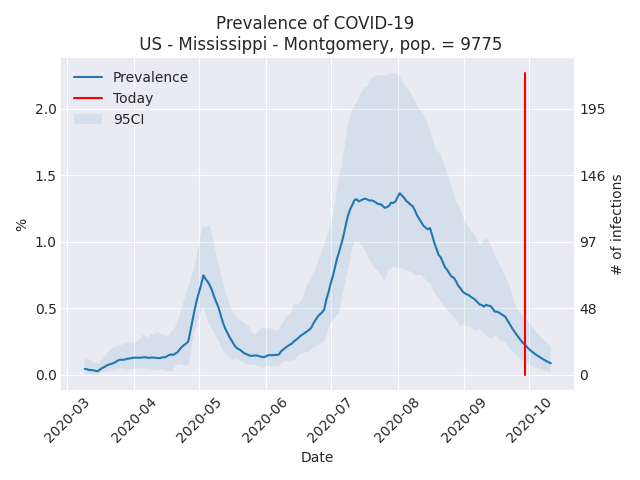 Prevalence of COVID-19
US - Mississippi - Montgomery, pop. = 9775
Prevalence
Today
95CI
2.0
1.5
1.0
0.5
0.0
%
195
146
97
48
0
# of infections
2020-03
2020-04
2020-05
2020-06
2020-07
2020-08
2020-09
2020-10
Date